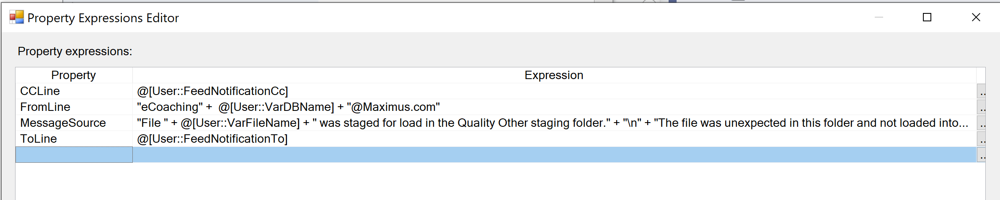 Property Expressions Editor
Property expressions:
Property Expression
CCLine @[User::FeedNotificationCc] ..
FromLine "eCoaching" +  @[User::VarDBName] + "@Maximus.com" ..
MessageSource "File " + @[User::VarFileName] + " was staged for load in the Quality Other staging folder." + "\n" + "The file was unexpected in this folder and not loaded into... ..
ToLine @[User::FeedNotificationTo] ..
..